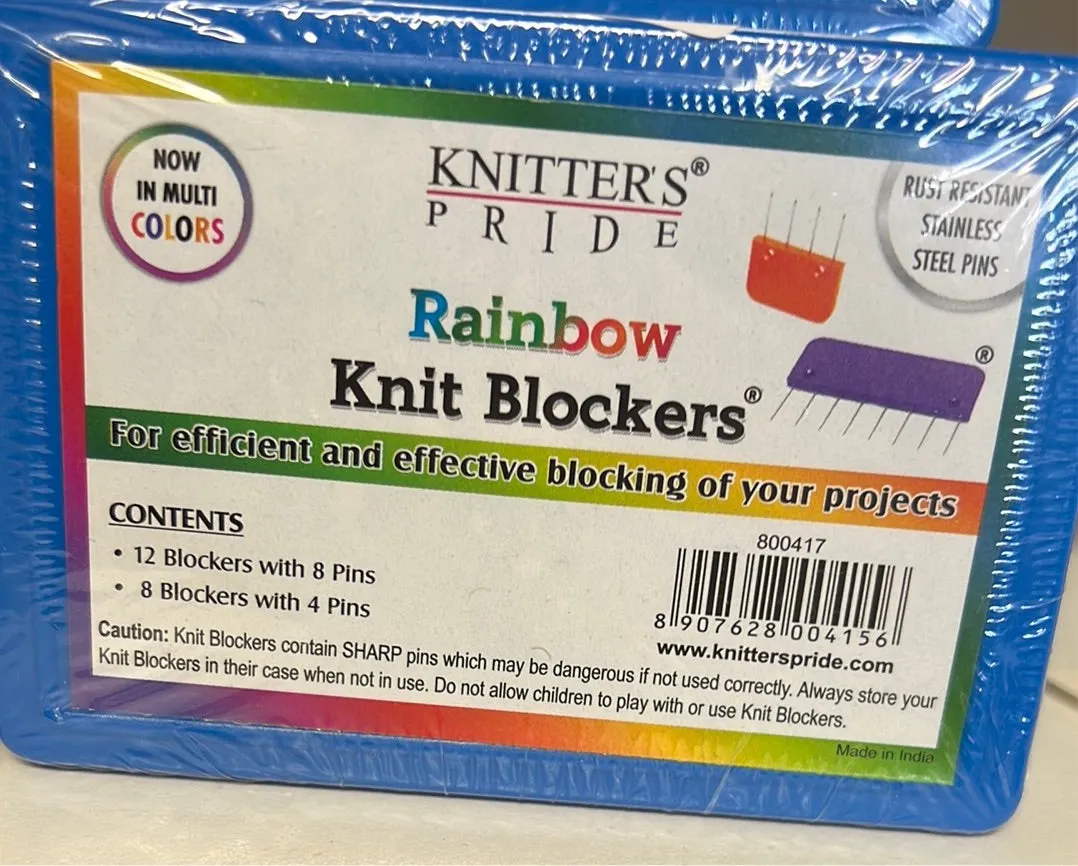 NOW
IN MULTI
COLORS
KNITTER'S®
PRIDE
RUST RESISTANT
STAINLESS
STEEL PINS
Rainbow
Knit Blockers®
®
For efficient and effective blocking of your projects
CONTENTS
• 12 Blockers with 8 Pins
• 8 Blockers with 4 Pins
800417
8 907628 004156
www.knitterspride.com
Caution: Knit Blockers contain SHARP pins which may be dangerous if not used correctly. Always store your
Knit Blockers in their case when not in use. Do not allow children to play with or use Knit Blockers.
Made in India